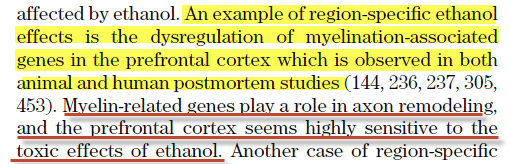 affected by ethanol. An example of region-specific ethanol
effects is the dysregulation of myelination-associated
genes in the prefrontal cortex which is observed in both
animal and human postmortem studies (144, 236, 237, 305,
453). Myelin-related genes play a role in axon remodeling,
and the prefrontal cortex seems highly sensitive to the
toxic effects of ethanol. Another case of region-specific